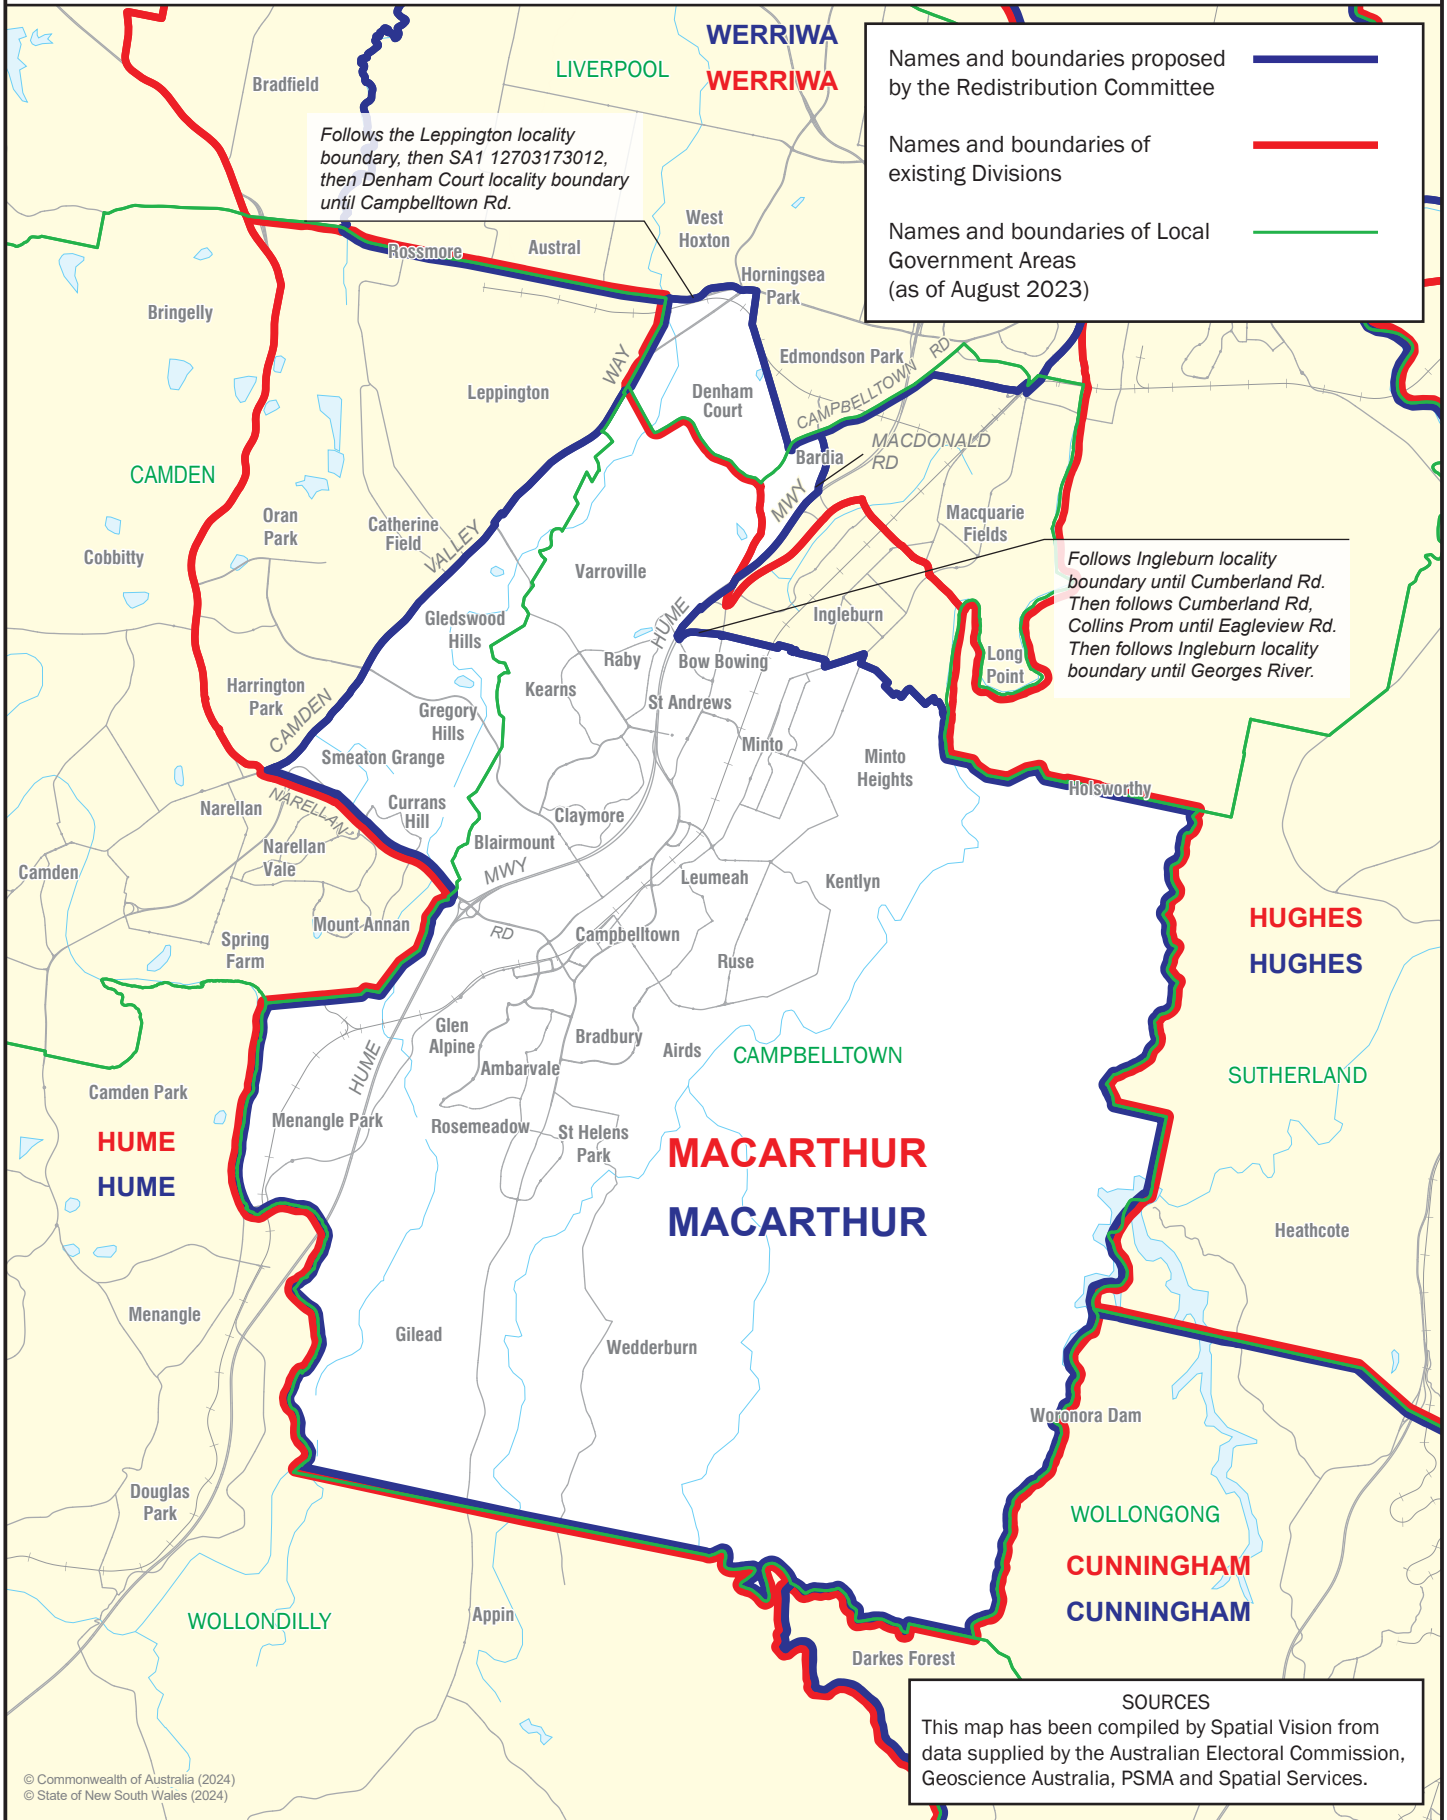 WERRIWA
WERRIWA
LIVERPOOL
Bradfield
Names and boundaries proposed
by the Redistribution Committee
Names and boundaries of
existing Divisions
Names and boundaries of Local
Government Areas
(as of August 2023)
Follows the Leppington locality
boundary, then SA1 12703173012,
then Denham Court locality boundary
until Campbelltown Rd.
West
Hoxton
Rossmore
Austral
Horningsea
Park
Bringelly
Edmondson Park
RD
WAY
CAMPBELLTOWN
Leppington
Denham
Court
MACDONALD
RD
Bardia
CAMDEN
MWY
Oran
Park
Catherine
Field
VALLEY
Macquarie
Fields
Cobbitty
Varroville
Follows Ingleburn locality
boundary until Cumberland Rd.
Then follows Cumberland Rd,
Collins Prom until Eagleview Rd.
Then follows Ingleburn locality
boundary until Georges River.
Gledswood
Hills
HUME
Ingleburn
Raby
Bow Bowing
Long
Point
Kearns
St Andrews
Harrington
Park
CAMDEN
Gregory
Hills
Smeaton Grange
Minto
Minto
Heights
Holsworthy
Narellan
NARELLAN
Currans
Hill
Claymore
Narellan
Vale
Blairmount
Camden
MWY
Leumeah
Kentlyn
Mount Annan
RD
Campbelltown
HUGHES
HUGHES
Spring
Farm
Ruse
Glen
Alpine
Bradbury
Airds
CAMPBELLTOWN
HUME
Ambarvale
SUTHERLAND
Camden Park
Menangle Park
Rosemeadow
St Helens
Park
HUME
HUME
MACARTHUR
MACARTHUR
Heathcote
Menangle
Gilead
Wedderburn
Woronora Dam
Douglas
Park
WOLLONGONG
CUNNINGHAM
CUNNINGHAM
WOLLONDILLY
Appin
Darkes Forest
SOURCES
This map has been compiled by Spatial Vision from
data supplied by the Australian Electoral Commission,
Geoscience Australia, PSMA and Spatial Services.
© Commonwealth of Australia (2024)
© State of New South Wales (2024)